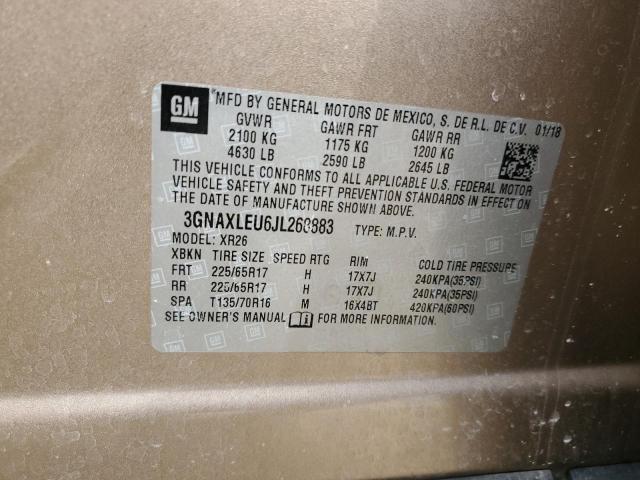 GM
MFD BY GENERAL MOTORS DE MEXICO, S. DE R.L. DE C.V. 01/18
GVWR GAWR FRT GAWR RR
2100 KG 1175 KG 1200 KG
4630 LB 2590 LB 2645 LB
THIS VEHICLE CONFORMS TO ALL APPLICABLE U.S. FEDERAL MOTOR
VEHICLE SAFETY AND THEFT PREVENTION STANDARDS IN EFFECT ON
THE DATE OF MANUFACTURE SHOWN ABOVE.
TYPE: M.P.V.
MODEL: XR26
XBKN TIRE SIZE SPEED RTG RIM COLD TIRE PRESSURE
FRT 225/65R17 H 17X7J 240KPA(35PSI)
RR 225/65R17 H 17X7J 240KPA(35PSI)
SPA T135/70R16 M 16X4BT 420KPA(60PSI)
SEE OWNER'S MANUAL FOR MORE INFORMATION.